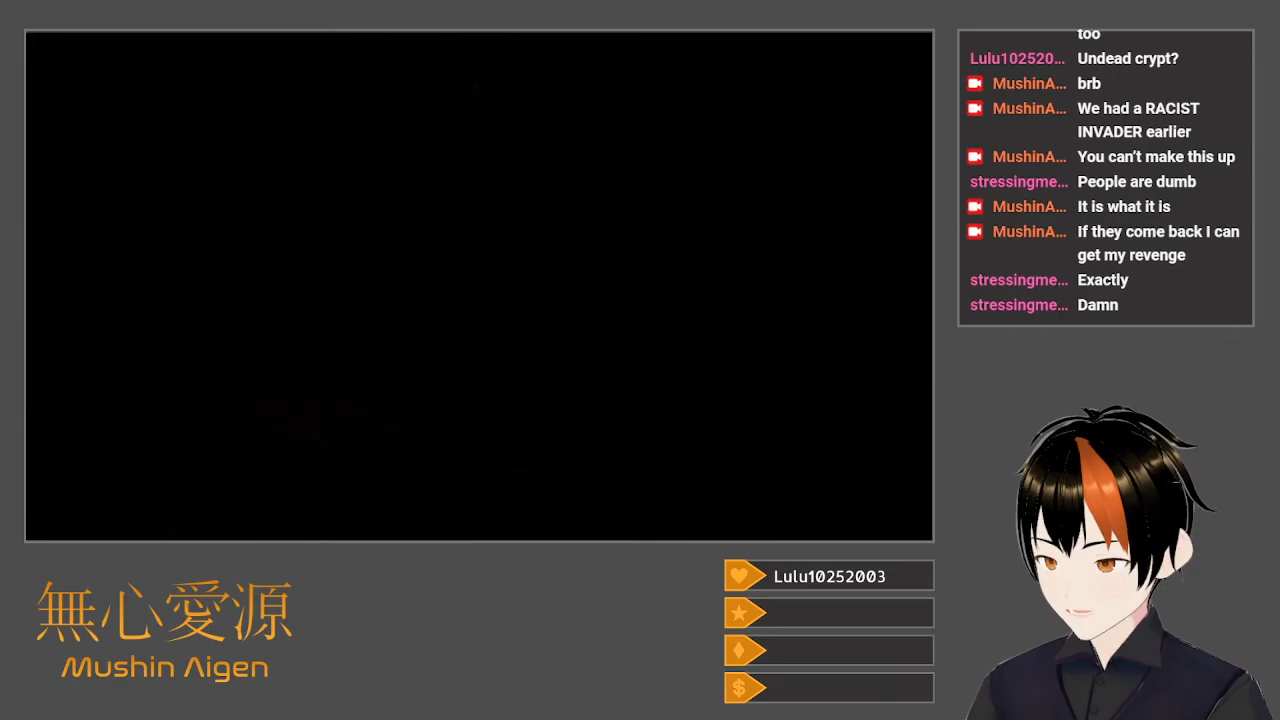 too
Lulu102520... Undead crypt?
MushinA... brb
MushinA... We had a RACIST
INVADER earlier
MushinA... You can't make this up
stressingme... People are dumb
MushinA... It is what it is
MushinA... If they come back I can
get my revenge
stressingme... Exactly
stressingme... Damn
Lulu10252003
無心愛源
Mushin Aigen
$